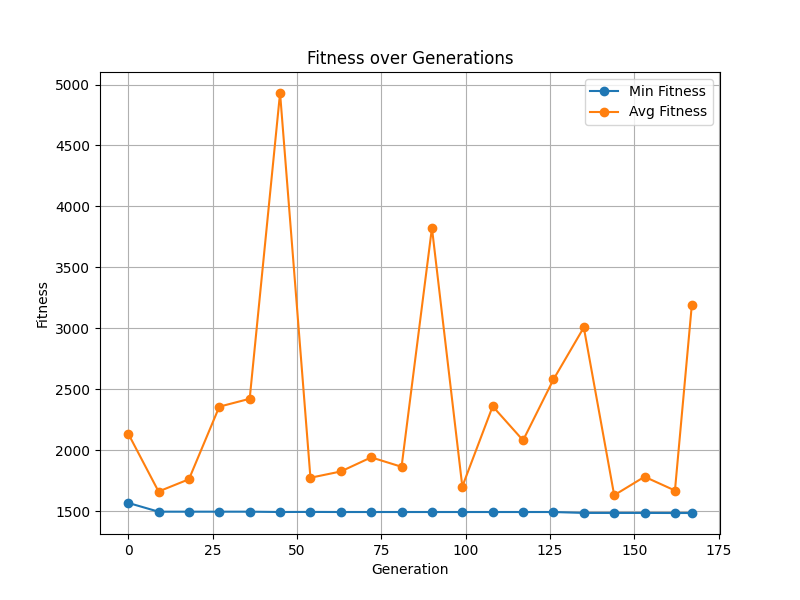 Fitness over Generations
Min Fitness
Avg Fitness
5000
4500
4000
3500
3000
2500
2000
1500
Fitness
0 25 50 75 100 125 150 175
Generation